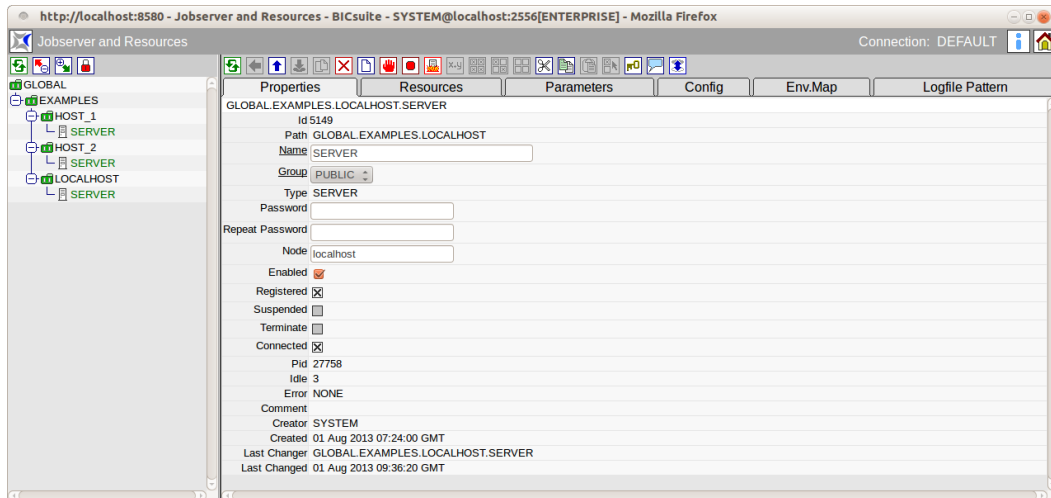 http://localhost:8580 - Jobserver and Resources - BICsuite - SYSTEM@localhost:2556[ENTERPRISE] - Mozilla Firefox
Jobserver and Resources
Connection: DEFAULT
GLOBAL
EXAMPLES
HOST_1
SERVER
HOST_2
SERVER
LOCALHOST
SERVER
Properties Resources Parameters Config Env.Map Logfile Pattern
GLOBAL.EXAMPLES.LOCALHOST.SERVER
Id 5149
Path GLOBAL.EXAMPLES.LOCALHOST
Name SERVER
Group PUBLIC
Type SERVER
Password
Repeat Password
Node localhost
Enabled
Registered
Suspended
Terminate
Connected
Pid 27758
Idle 3
Error NONE
Comment
Creator SYSTEM
Created 01 Aug 2013 07:24:00 GMT
Last Changer GLOBAL.EXAMPLES.LOCALHOST.SERVER
Last Changed 01 Aug 2013 09:36:20 GMT